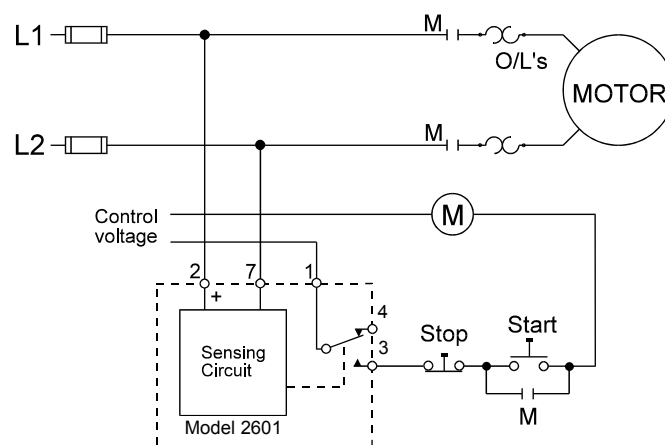 L1
M
O/L's
MOTOR
L2
M
Control
voltage
M
2
7
1
+
4
3
Stop
Start
Sensing
Circuit
M
Model 2601